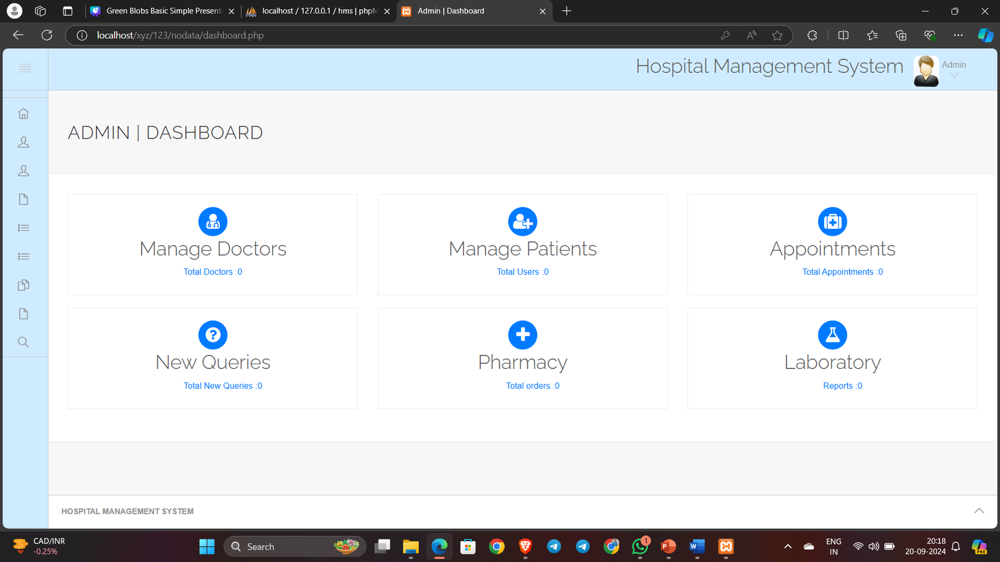 Green Blobs Basic Simple Present
localhost / 127.0.0.1 / hms | phpM
Admin | Dashboard
localhost/xyz/123/nodata/dashboard.php
Hospital Management System
Admin
ADMIN | DASHBOARD
Manage Doctors
Total Doctors :0
Manage Patients
Total Users :0
Appointments
Total Appointments :0
New Queries
Total New Queries :0
Pharmacy
Total orders :0
Laboratory
Reports :0
HOSPITAL MANAGEMENT SYSTEM
CAD/INR
-0.25%
Search
1
ENG
IN
20:18
20-09-2024
PRE